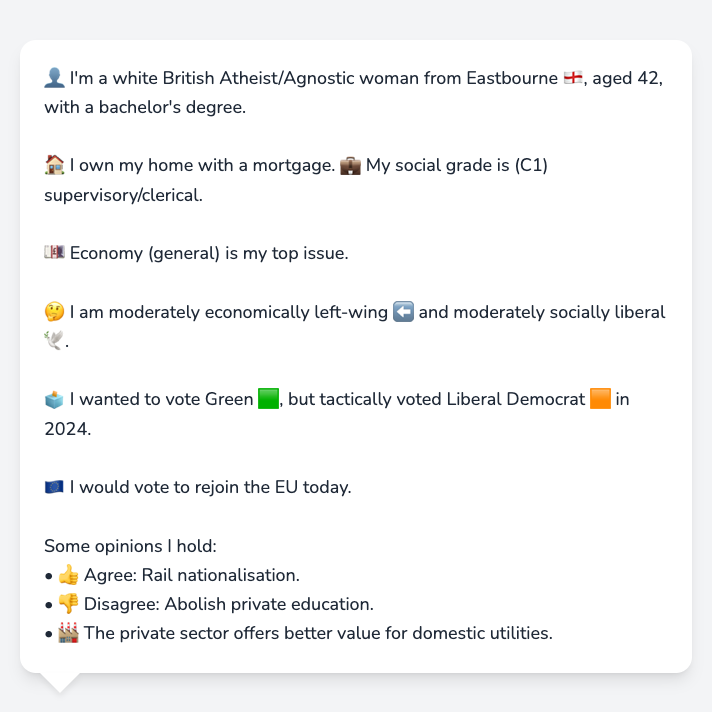 👤 I'm a white British Atheist/Agnostic woman from Eastbourne 🏴󠁧󠁢󠁥󠁮󠁧󠁿, aged 42,
with a bachelor's degree.
🏠 I own my home with a mortgage. 💼 My social grade is (C1)
supervisory/clerical.
💷 Economy (general) is my top issue.
🤔 I am moderately economically left-wing ⬅️ and moderately socially liberal
🕊️.
🗳️ I wanted to vote Green 🟩, but tactically voted Liberal Democrat 🟧 in
2024.
🇪🇺 I would vote to rejoin the EU today.
Some opinions I hold:
• 👍 Agree: Rail nationalisation.
• 👎 Disagree: Abolish private education.
• 🏭 The private sector offers better value for domestic utilities.